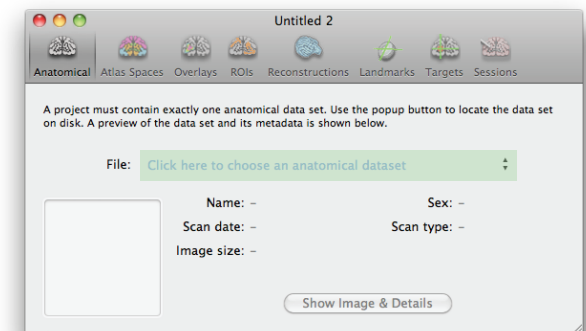 Untitled 2
Anatomical Atlas Spaces Overlays ROIs Reconstructions Landmarks Targets Sessions
A project must contain exactly one anatomical data set. Use the popup button to locate the data set
on disk. A preview of the data set and its metadata is shown below.
File: Click here to choose an anatomical dataset
Name: – Sex: –
Scan date: – Scan type: –
Image size: –
Show Image & Details